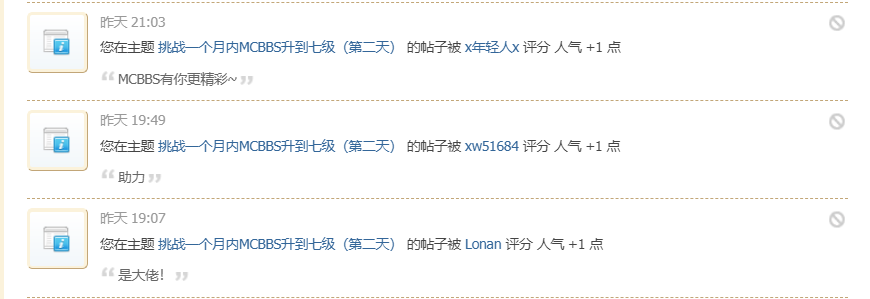 昨天 21:03
您在主题 挑战一个月内MCBBS升到七级（第二天） 的帖子被 x年轻人x 评分 人气 +1 点
“ MCBBS有你更精彩~ ”
昨天 19:49
您在主题 挑战一个月内MCBBS升到七级（第二天） 的帖子被 xw51684 评分 人气 +1 点
“ 助力 ”
昨天 19:07
您在主题 挑战一个月内MCBBS升到七级（第二天） 的帖子被 Lonan 评分 人气 +1 点
“ 是大佬！ ”